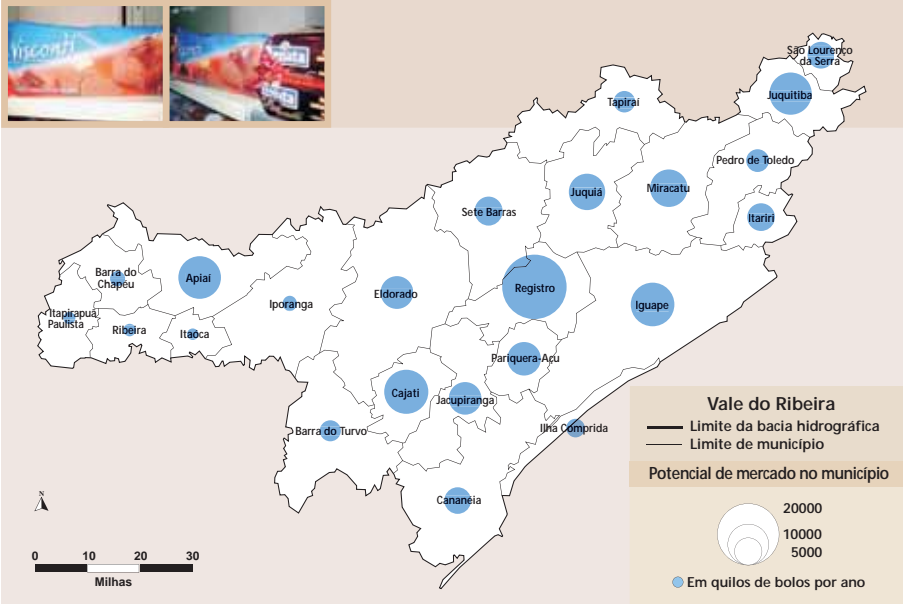 Visconti
São Lourenço
da Serra
Juquitiba
Tapiraí
Pedro de Toledo
Juquiá
Miracatu
Sete Barras
Itariri
Barra do
Chapéu
Apiaí
Registro
Eldorado
Iporanga
Iguape
Itapirapuã
Paulista
Ribeira
Itaóca
Pariquera-Açu
Cajati
Jacupiranga
Barra do Turvo
Ilha Comprida
Cananéia
Vale do Ribeira
Limite da bacia hidrográfica
Limite de município
Potencial de mercado no município
20000
10000
5000
Em quilos de bolos por ano
N
0 10 20 30
Milhas